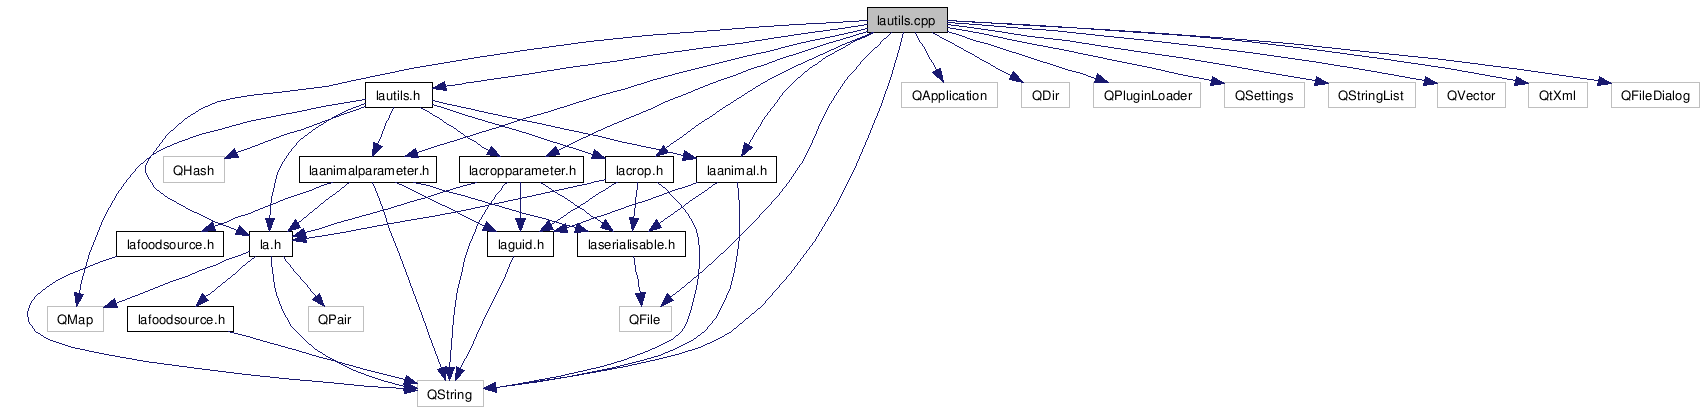 lautils.cpp
lautils.h
QApplication
QDir
QPluginLoader
QSettings
QStringList
QVector
QtXml
QFileDialog
QHash
laanimalparameter.h
lacropparameter.h
lacrop.h
laanimal.h
lafoodsource.h
la.h
laguid.h
laserialisable.h
QMap
lafoodsource.h
QPair
QFile
QString